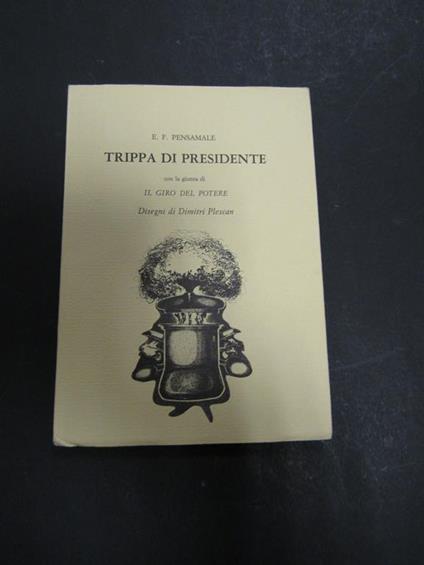 E. F. PENSAMALE
TRIPPA DI PRESIDENTE
con la giunta di
IL GIRO DEL POTERE
Disegni di Dimitri Plescan